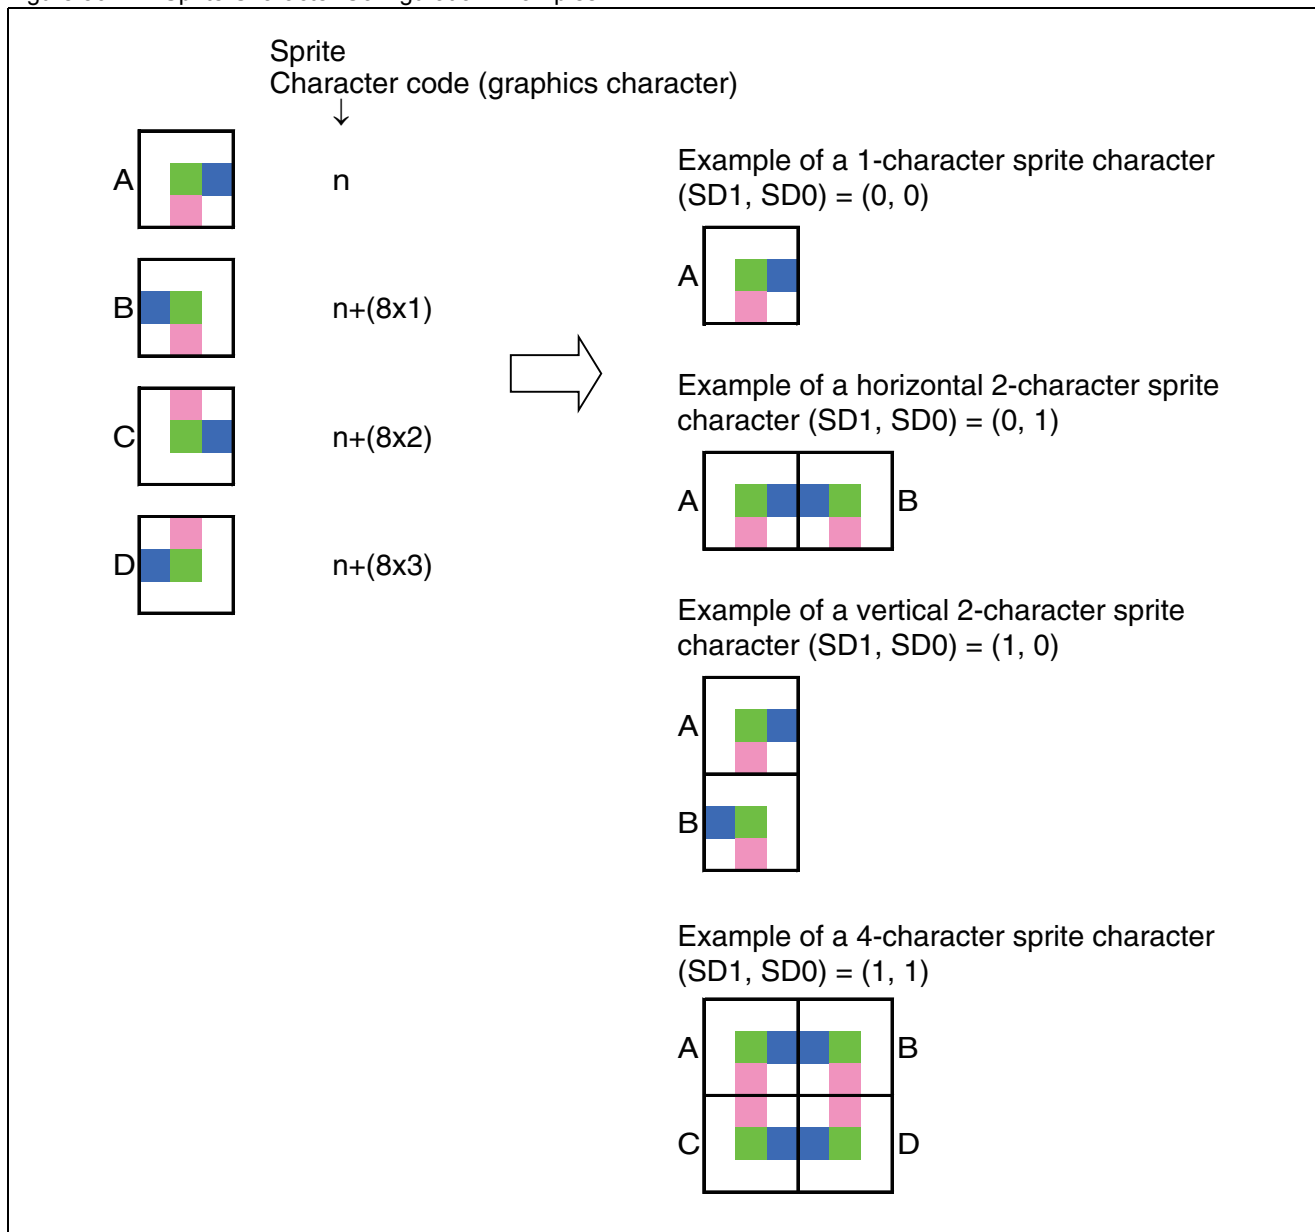 Sprite
Character code (graphics character)
↓
A
n
B
n+(8x1)
C
n+(8x2)
D
n+(8x3)
Example of a 1-character sprite character
(SD1, SD0) = (0, 0)
A
Example of a horizontal 2-character sprite
character (SD1, SD0) = (0, 1)
A
B
Example of a vertical 2-character sprite
character (SD1, SD0) = (1, 0)
A
B
Example of a 4-character sprite character
(SD1, SD0) = (1, 1)
A
B
C
D